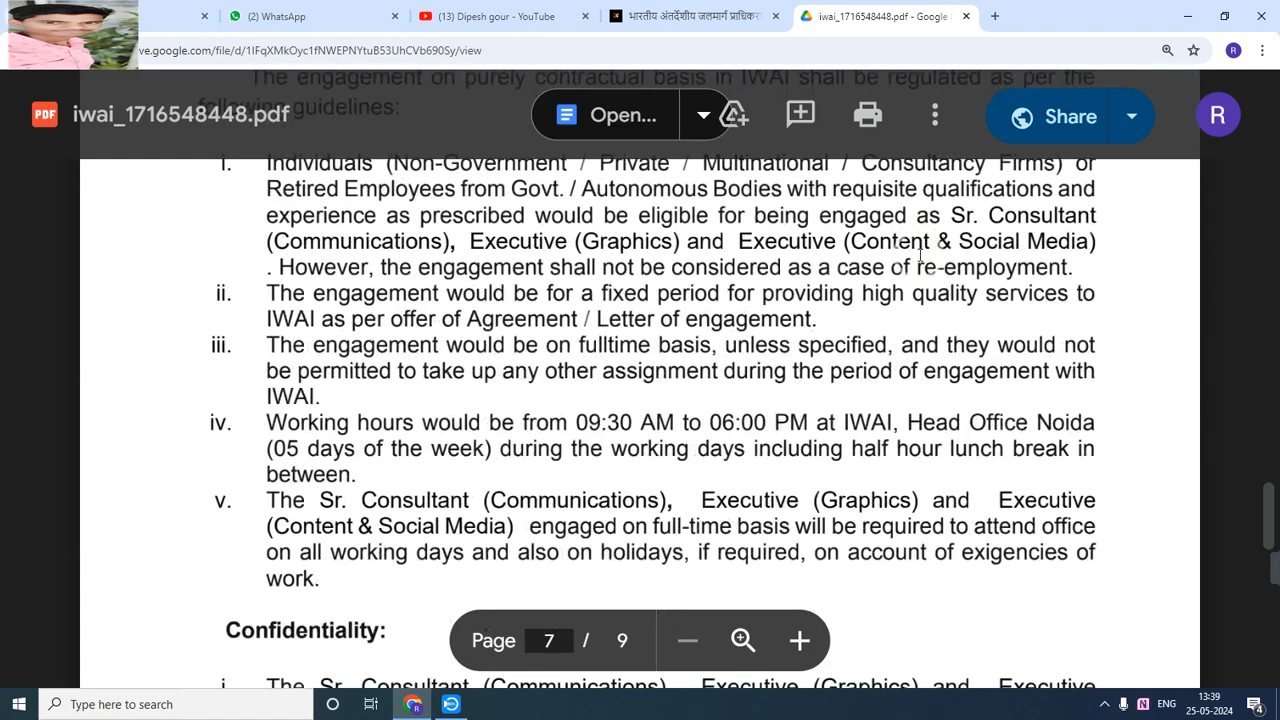 (2) WhatsApp
(13) Dipesh gour - YouTube
भारतीय अंतर्देशीय जलमार्ग प्राधिकर
iwai_1716548448.pdf - Google
ve.google.com/file/d/1IFqXMkOyc1fNWEPNYtuB53UhCVb690Sy/view
The engagement on purely contractual basis in IWAI shall be regulated as per the
following guidelines:
PDF iwai_1716548448.pdf
Open...
Share
R
i. Individuals (Non-Government / Private / Multinational / Consultancy Firms) or
Retired Employees from Govt. / Autonomous Bodies with requisite qualifications and
experience as prescribed would be eligible for being engaged as Sr. Consultant
(Communications), Executive (Graphics) and Executive (Content & Social Media)
. However, the engagement shall not be considered as a case of re-employment.
ii. The engagement would be for a fixed period for providing high quality services to
IWAI as per offer of Agreement / Letter of engagement.
iii. The engagement would be on fulltime basis, unless specified, and they would not
be permitted to take up any other assignment during the period of engagement with
IWAI.
iv. Working hours would be from 09:30 AM to 06:00 PM at IWAI, Head Office Noida
(05 days of the week) during the working days including half hour lunch break in
between.
v. The Sr. Consultant (Communications), Executive (Graphics) and Executive
(Content & Social Media) engaged on full-time basis will be required to attend office
on all working days and also on holidays, if required, on account of exigencies of
work.
Confidentiality:
Page 7 / 9
i. The Sr. Consultant (Communications), Executive (Graphics) and Executive
Type here to search
ENG
13:39
25-05-2024